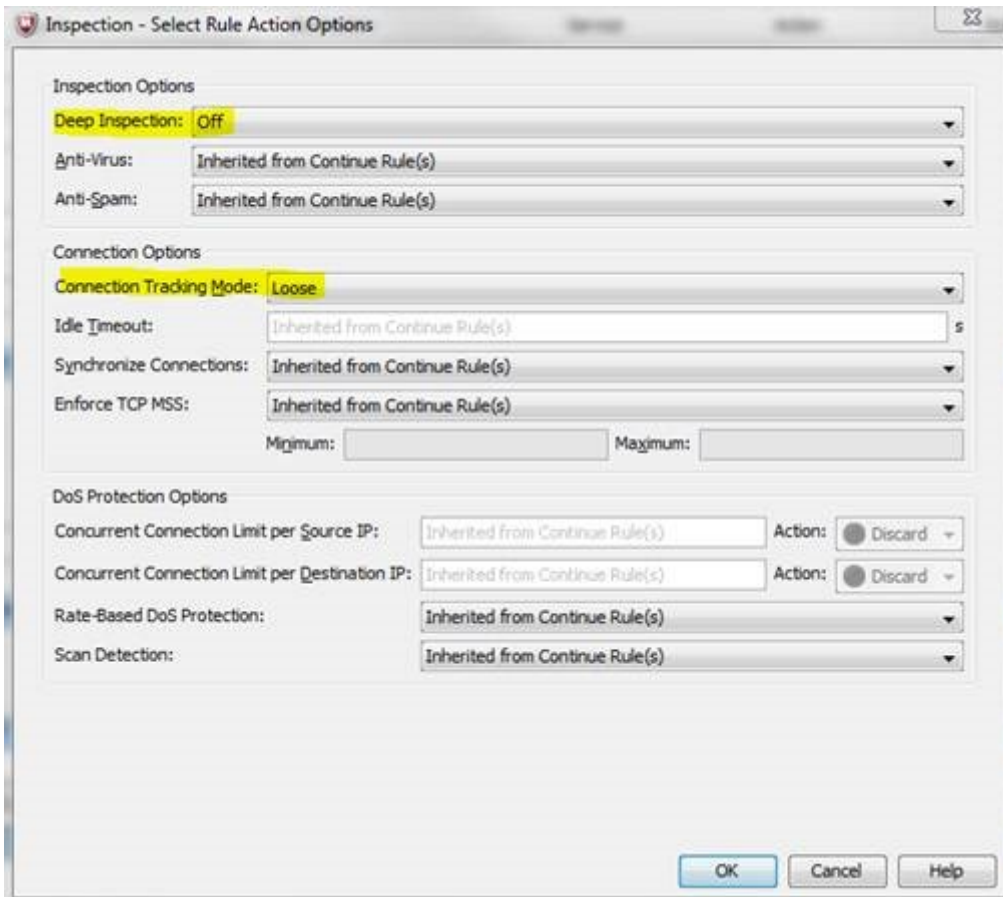 Inspection - Select Rule Action Options
Inspection Options
Deep Inspection: Off
Anti-Virus: Inherited from Continue Rule(s)
Anti-Spam: Inherited from Continue Rule(s)
Connection Options
Connection Tracking Mode: Loose
Idle Timeout: Inherited from Continue Rule(s) s
Synchronize Connections: Inherited from Continue Rule(s)
Enforce TCP MSS: Inherited from Continue Rule(s)
Minimum: Maximum:
DoS Protection Options
Concurrent Connection Limit per Source IP: Inherited from Continue Rule(s) Action: Discard
Concurrent Connection Limit per Destination IP: Inherited from Continue Rule(s) Action: Discard
Rate-Based DoS Protection: Inherited from Continue Rule(s)
Scan Detection: Inherited from Continue Rule(s)
OK Cancel Help